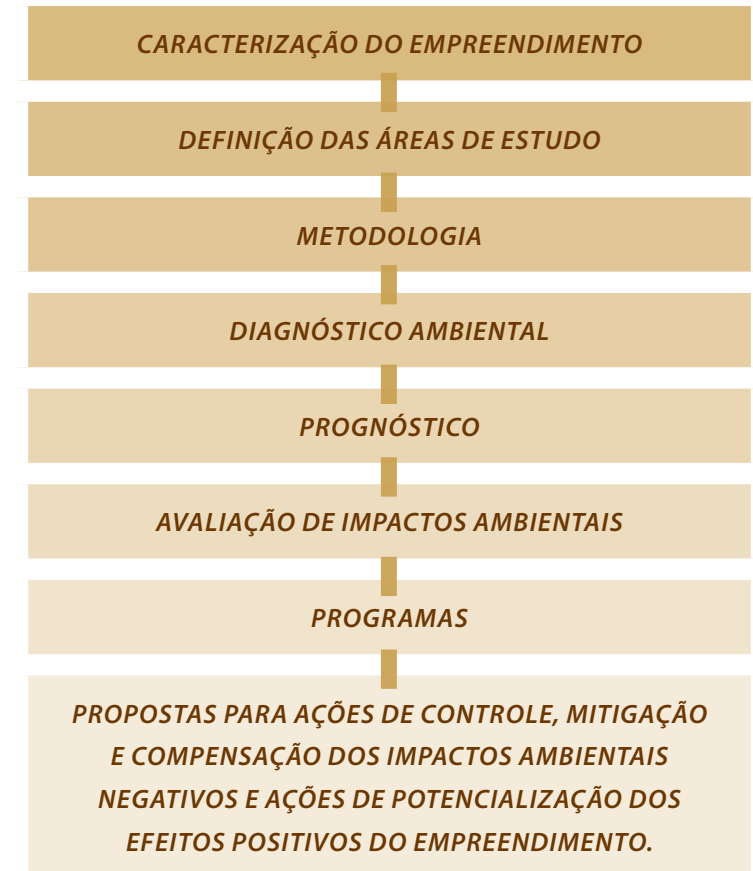 CARACTERIZAÇÃO DO EMPREENDIMENTO
DEFINIÇÃO DAS ÁREAS DE ESTUDO
METODOLOGIA
DIAGNÓSTICO AMBIENTAL
PROGNÓSTICO
AVALIAÇÃO DE IMPACTOS AMBIENTAIS
PROGRAMAS
PROPOSTAS PARA AÇÕES DE CONTROLE, MITIGAÇÃO
E COMPENSAÇÃO DOS IMPACTOS AMBIENTAIS
NEGATIVOS E AÇÕES DE POTENCIALIZAÇÃO DOS
EFEITOS POSITIVOS DO EMPREENDIMENTO.